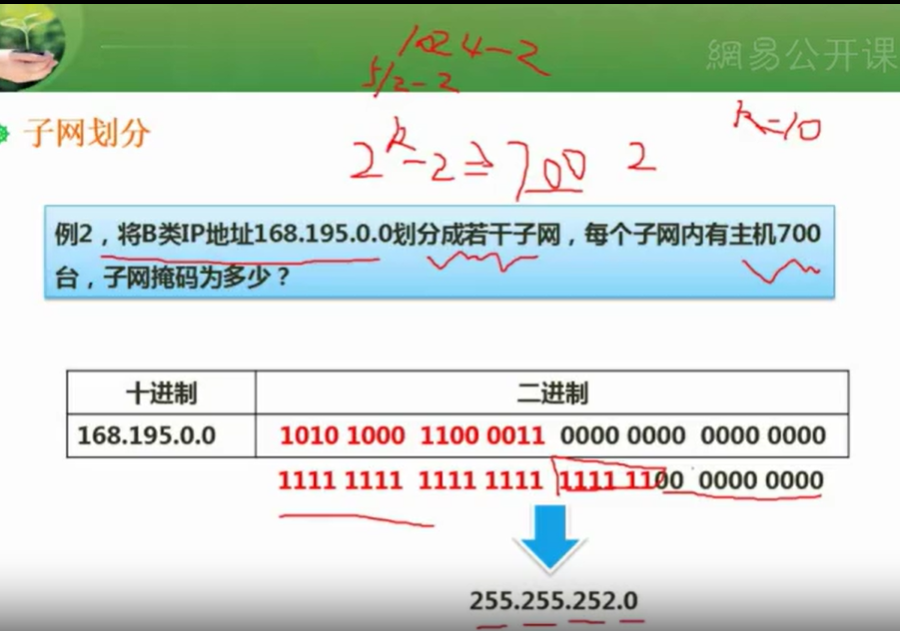 網易公开课
1024-2
512-2
子网划分
2^k-2≥700 2
k=10
例2，将B类IP地址168.195.0.0划分成若干子网，每个子网内有主机700
台，子网掩码为多少？
十进制 二进制
168.195.0.0 1010 1000 1100 0011 0000 0000 0000 0000
1111 1111 1111 1111 1111 1100 0000 0000
255.255.252.0